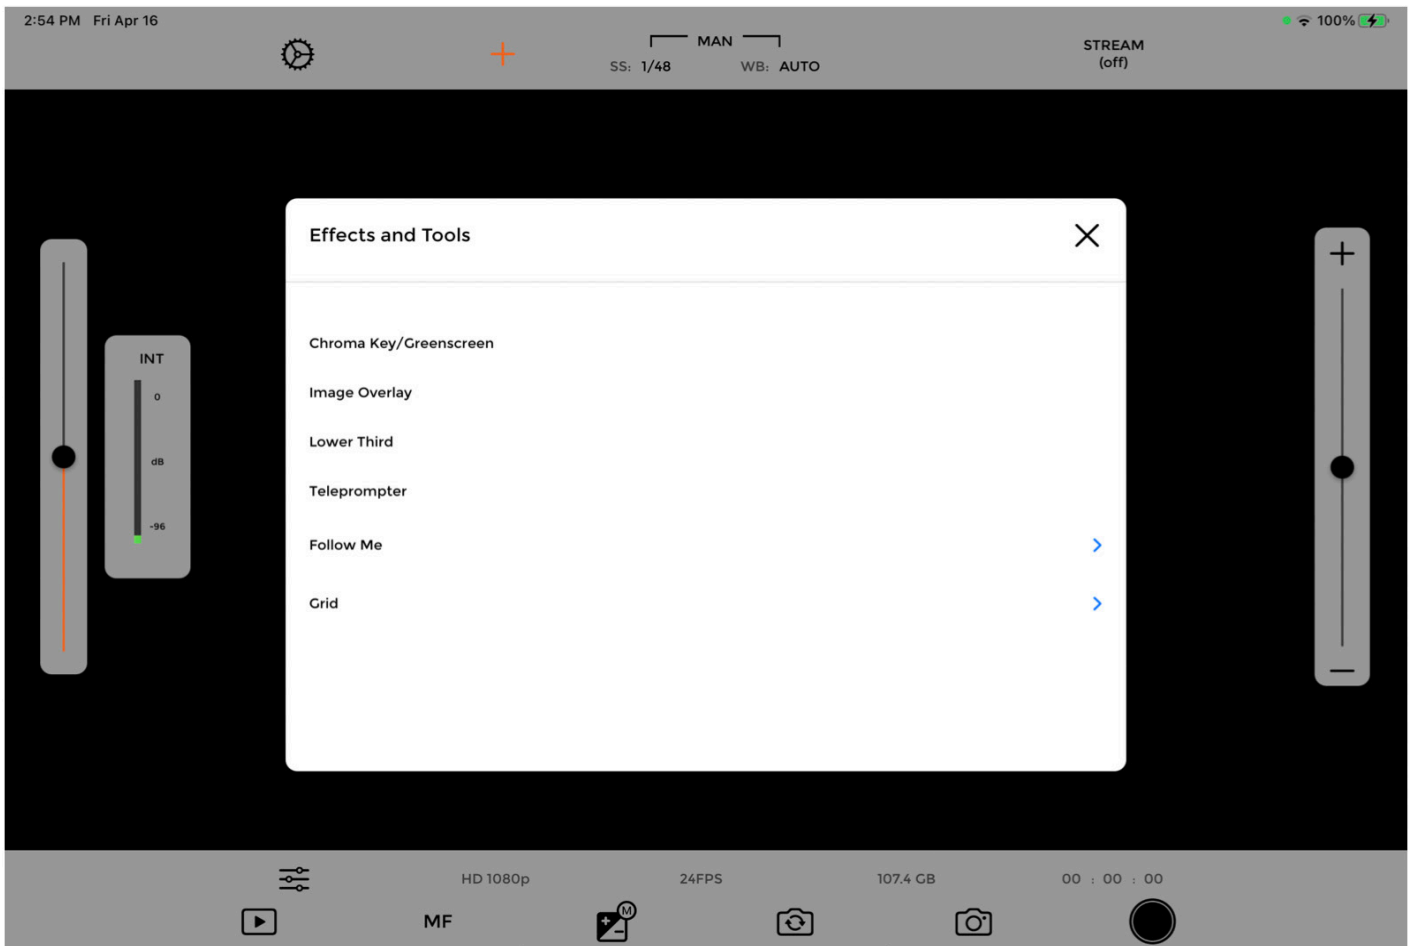 2:54 PM Fri Apr 16
100%
MAN
SS: 1/48 WB: AUTO
STREAM
(off)
Effects and Tools
Chroma Key/Greenscreen
Image Overlay
Lower Third
Teleprompter
Follow Me
Grid
INT
0
dB
-96
HD 1080p 24FPS 107.4 GB 00 : 00 : 00
MF
M